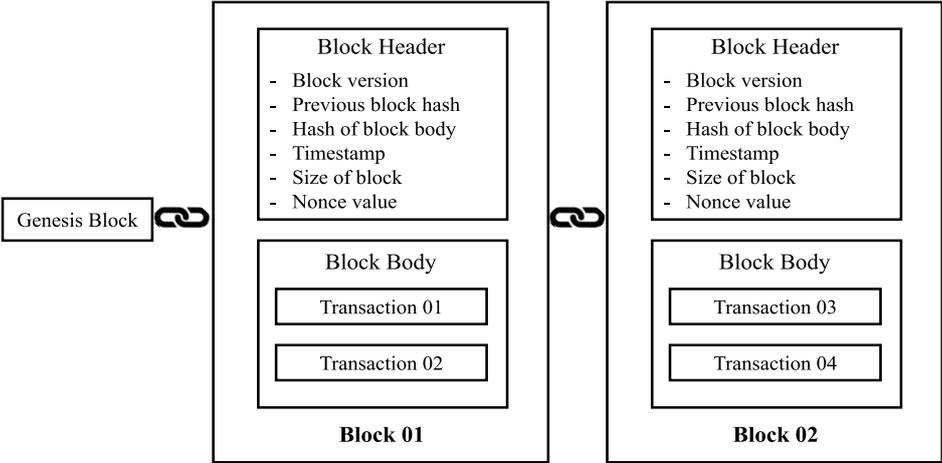 Genesis Block
Block Header
- Block version
- Previous block hash
- Hash of block body
- Timestamp
- Size of block
- Nonce value
Block Body
Transaction 01
Transaction 02
Block 01
Block Header
- Block version
- Previous block hash
- Hash of block body
- Timestamp
- Size of block
- Nonce value
Block Body
Transaction 03
Transaction 04
Block 02